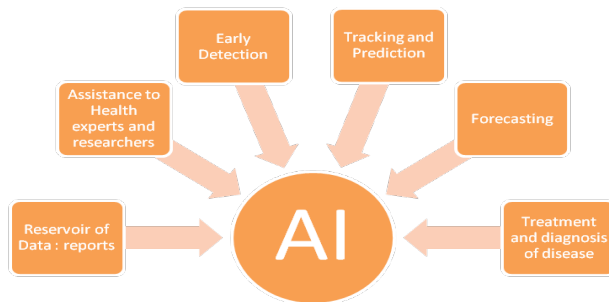 Early
Detection
Tracking and
Prediction
Assistance to
Health
experts and
researchers
Forecasting
Reservoir of
Data : reports
AI
Treatment
and diagnosis
of disease